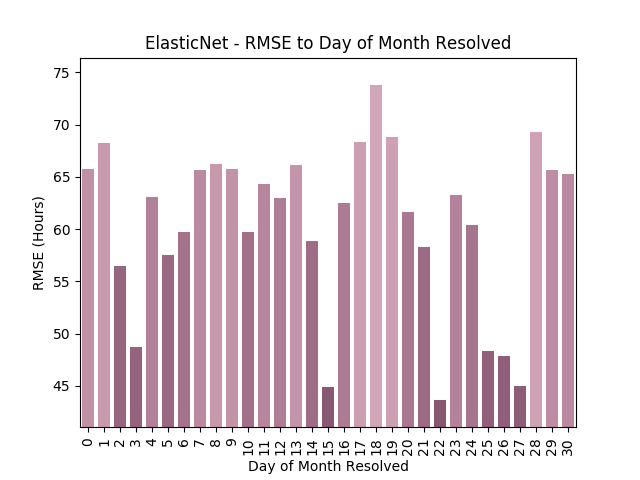 ElasticNet - RMSE to Day of Month Resolved
75
70
65
60
55
50
45
RMSE (Hours)
0 1 2 3 4 5 6 7 8 9 10 11 12 13 14 15 16 17 18 19 20 21 22 23 24 25 26 27 28 29 30
Day of Month Resolved